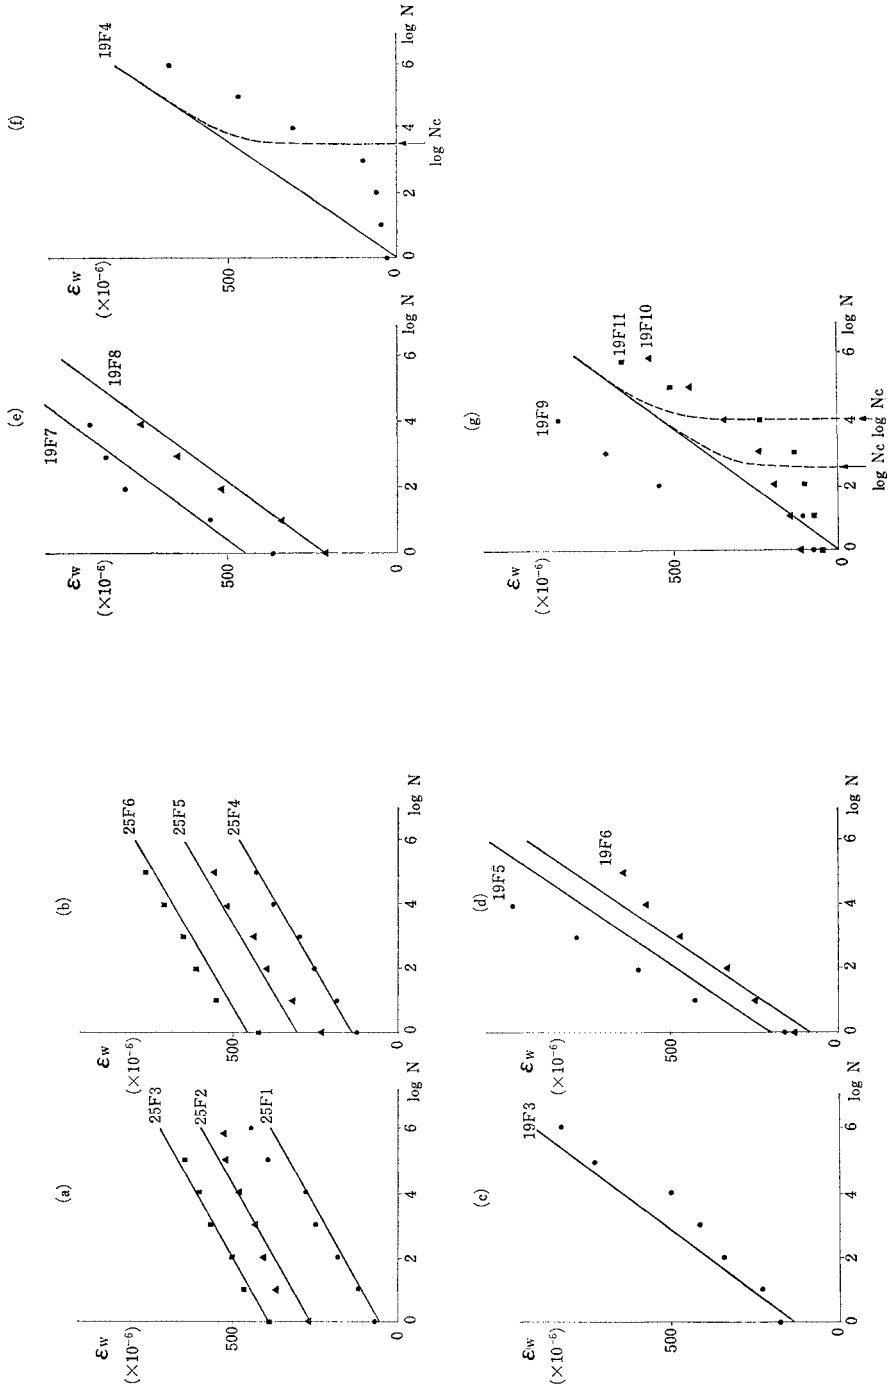 (a)
εw
(×10⁻⁶)
500
0
0
2
4
6
log N
25F3
25F2
25F1
(b)
εw
(×10⁻⁶)
500
0
0
2
4
6
log N
25F6
25F5
25F4
(c)
εw
(×10⁻⁶)
500
0
0
2
4
6
log N
19F3
(d)
εw
(×10⁻⁶)
500
0
0
2
4
6
log N
19F5
19F6
(e)
εw
(×10⁻⁶)
500
0
0
2
4
6
log N
19F7
19F8
(f)
εw
(×10⁻⁶)
500
0
0
2
4
6
log N
log Nc
19F4
(g)
εw
(×10⁻⁶)
500
0
0
2
4
6
log N
log Nc log Nc
19F9
19F11
19F10